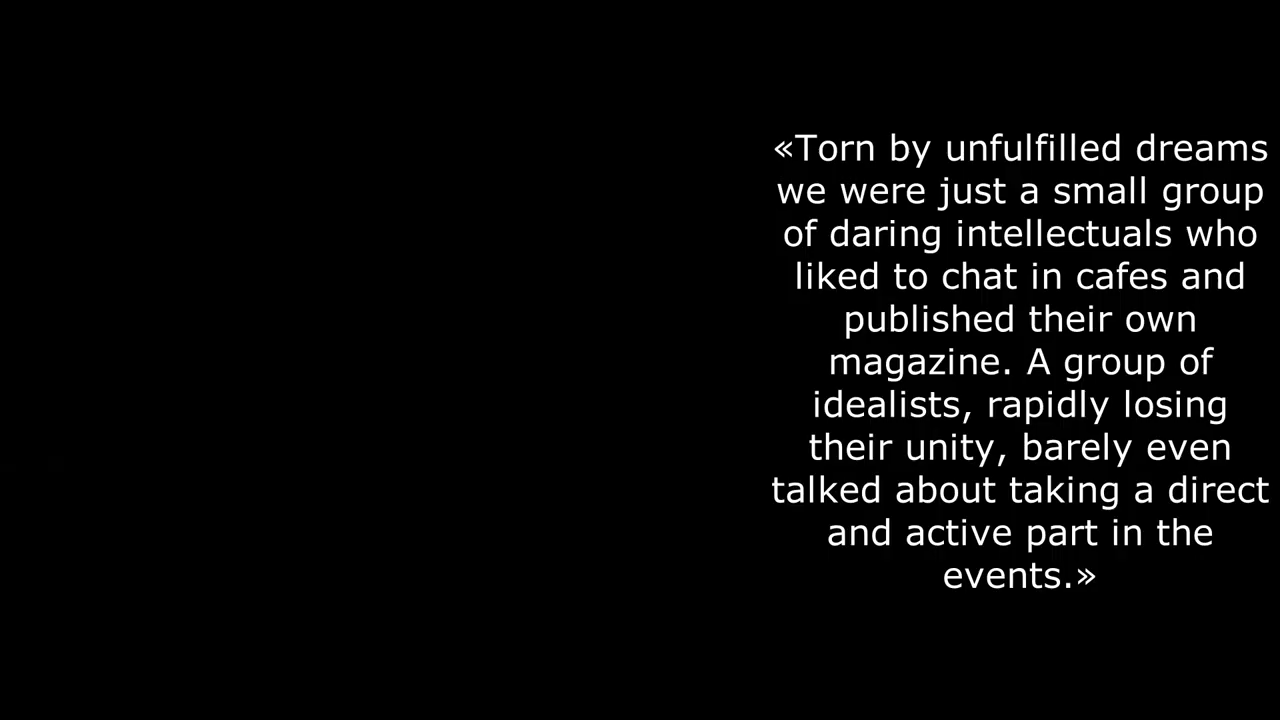 «Torn by unfulfilled dreams
we were just a small group
of daring intellectuals who
liked to chat in cafes and
published their own
magazine. A group of
idealists, rapidly losing
their unity, barely even
talked about taking a direct
and active part in the
events.»